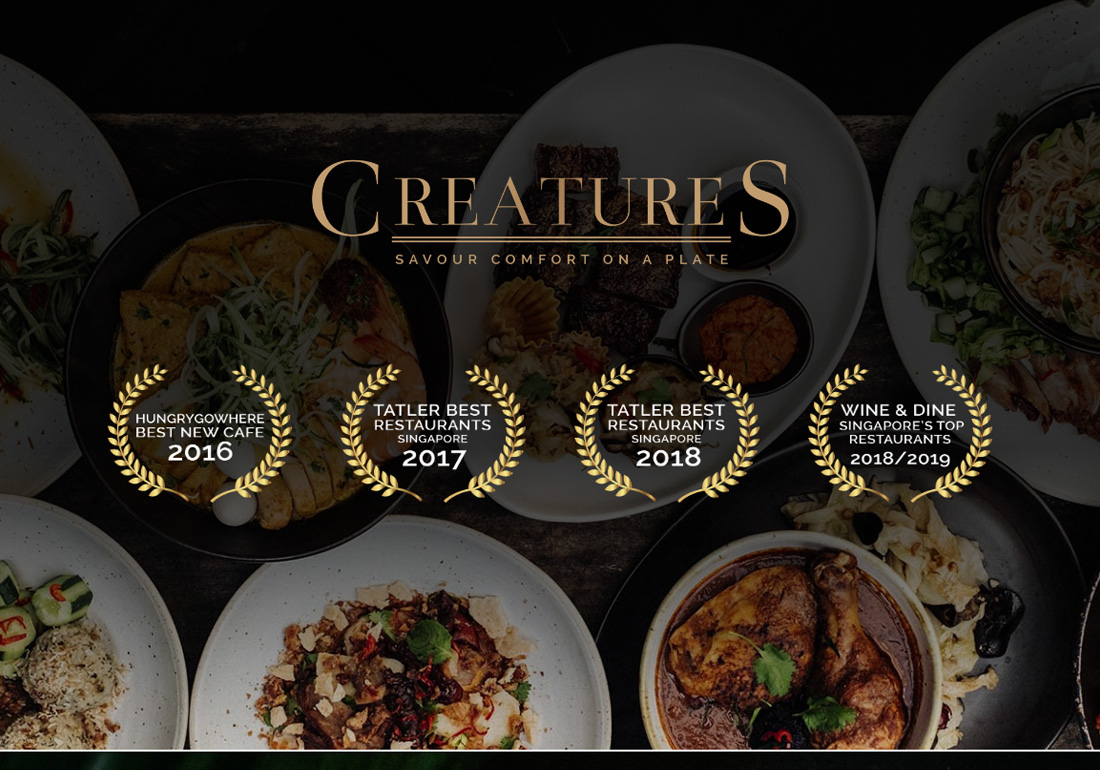 CREATURES
SAVOUR COMFORT ON A PLATE
HUNGRYGOWHERE
BEST NEW CAFE
2016
TATLER BEST
RESTAURANTS
SINGAPORE
2017
TATLER BEST
RESTAURANTS
SINGAPORE
2018
WINE & DINE
SINGAPORE'S TOP
RESTAURANTS
2018/2019